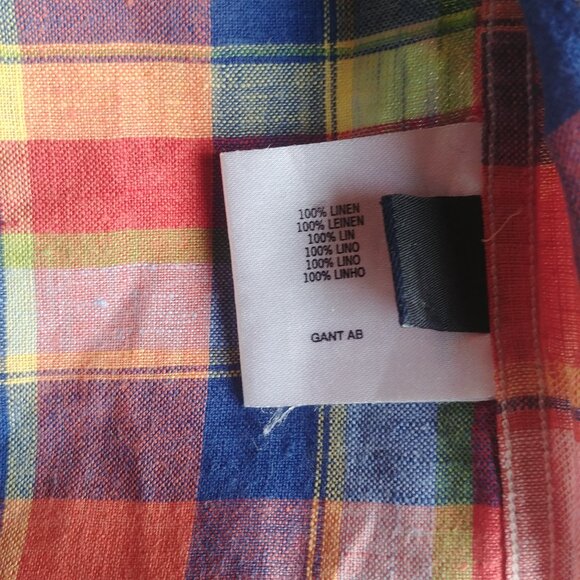 100% LINEN
100% LEINEN
100% LIN
100% LINO
100% LINO
100% LINHO
GANT AB